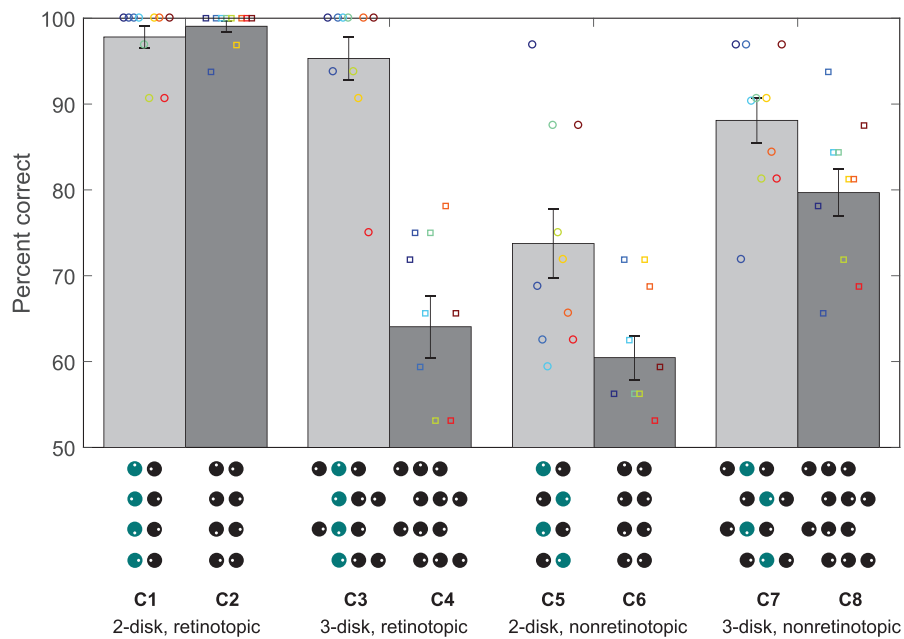 100
90
80
70
60
50
Percent correct
C1 C2 C3 C4 C5 C6 C7 C8
2-disk, retinotopic 3-disk, retinotopic 2-disk, nonretinotopic 3-disk, nonretinotopic